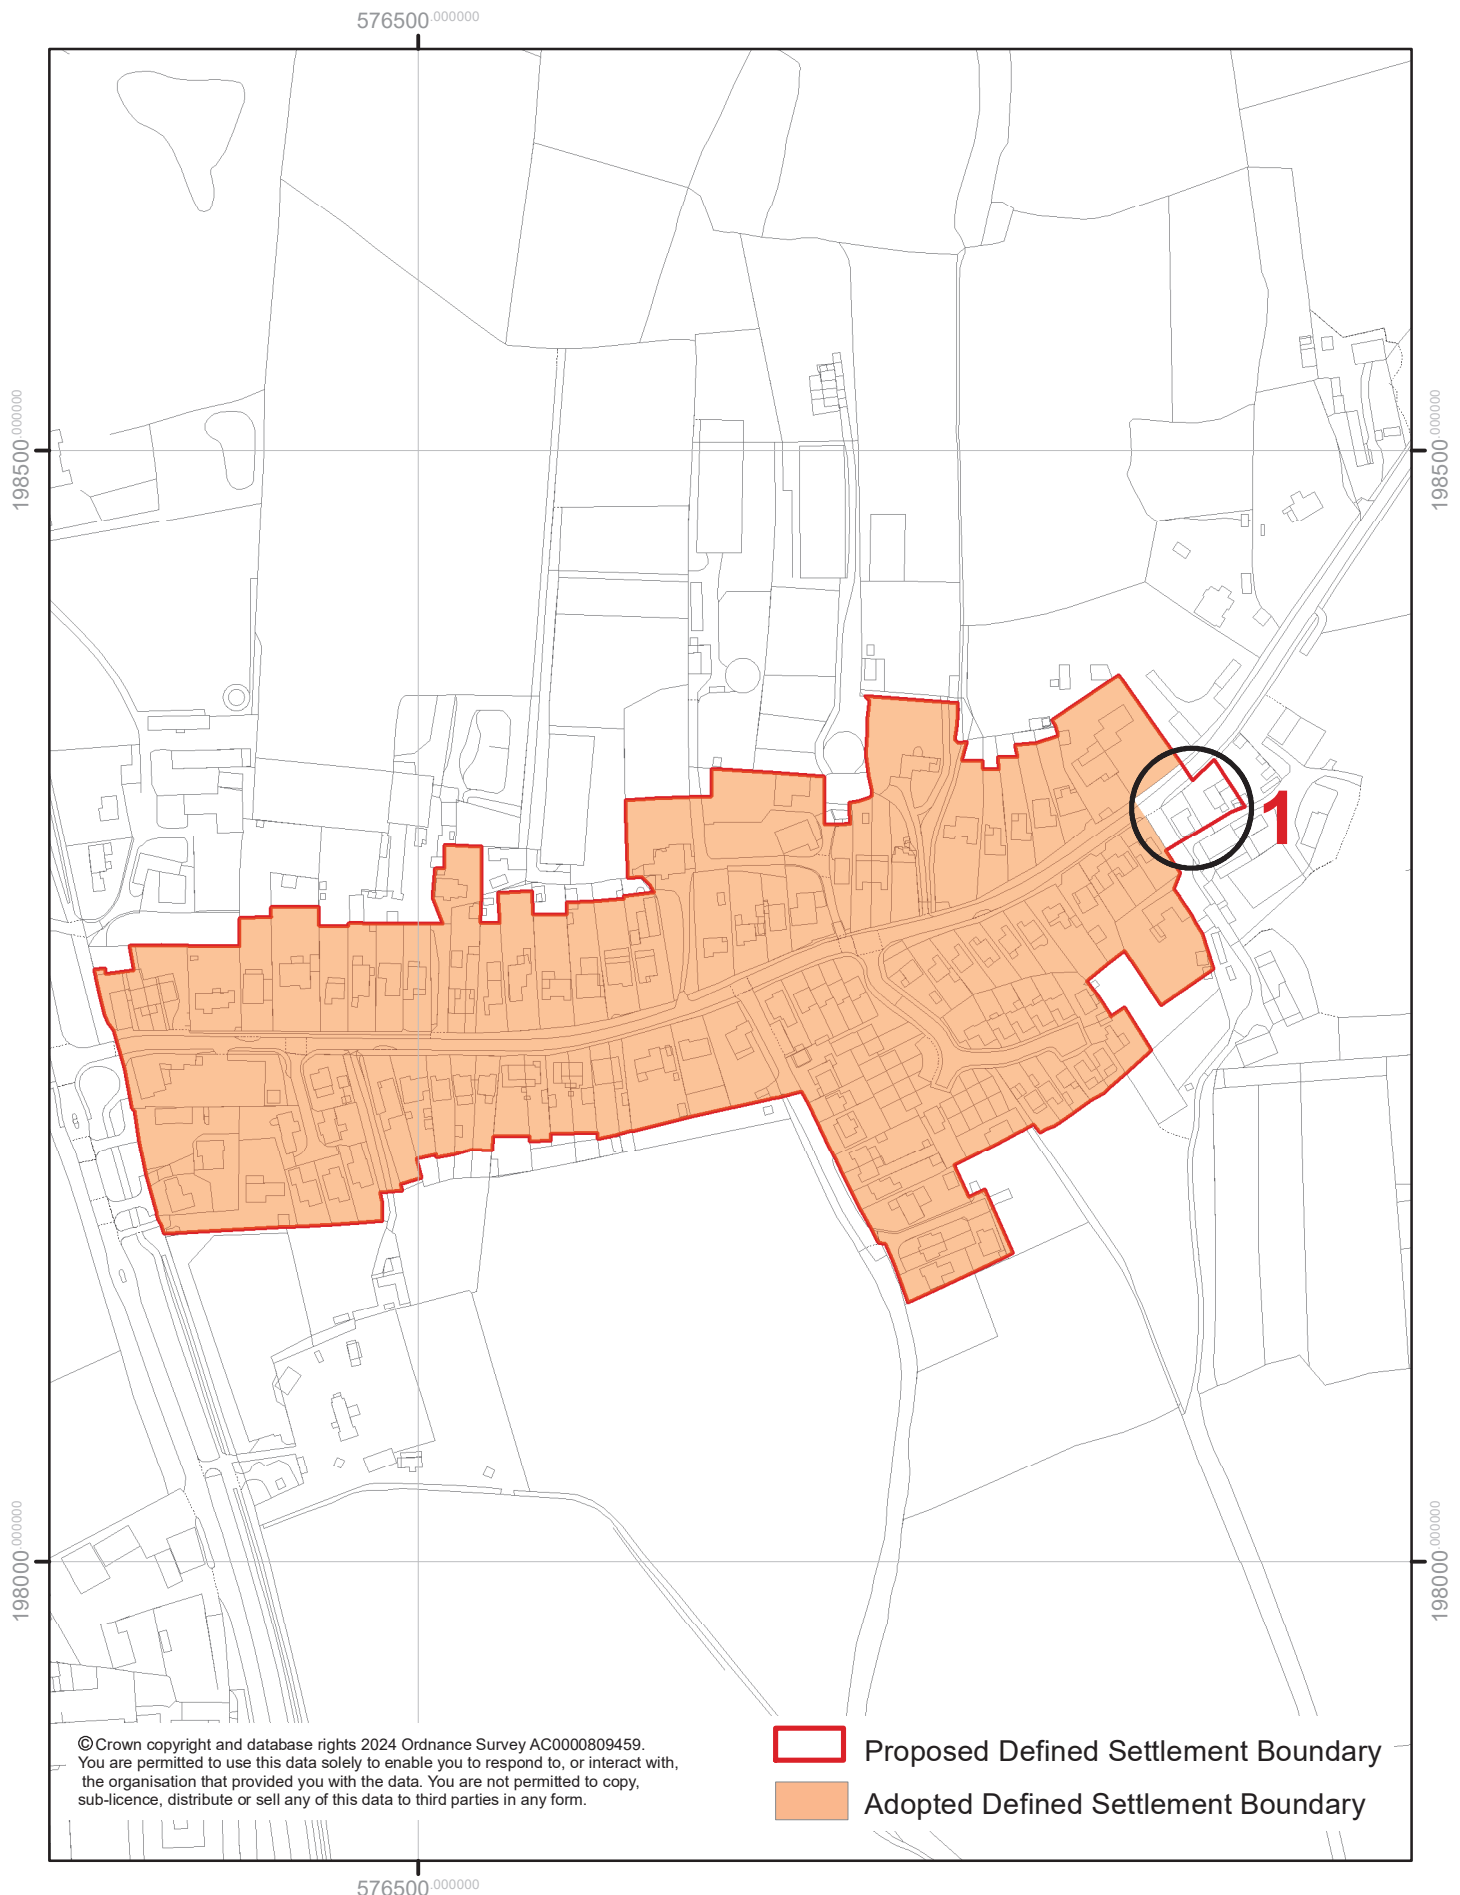 576500.000000
198500.000000
198500.000000
1
198000.000000
198000.000000
©Crown copyright and database rights 2024 Ordnance Survey AC0000809459.
You are permitted to use this data solely to enable you to respond to, or interact with,
the organisation that provided you with the data. You are not permitted to copy,
sub-licence, distribute or sell any of this data to third parties in any form.
Proposed Defined Settlement Boundary
Adopted Defined Settlement Boundary
576500.000000